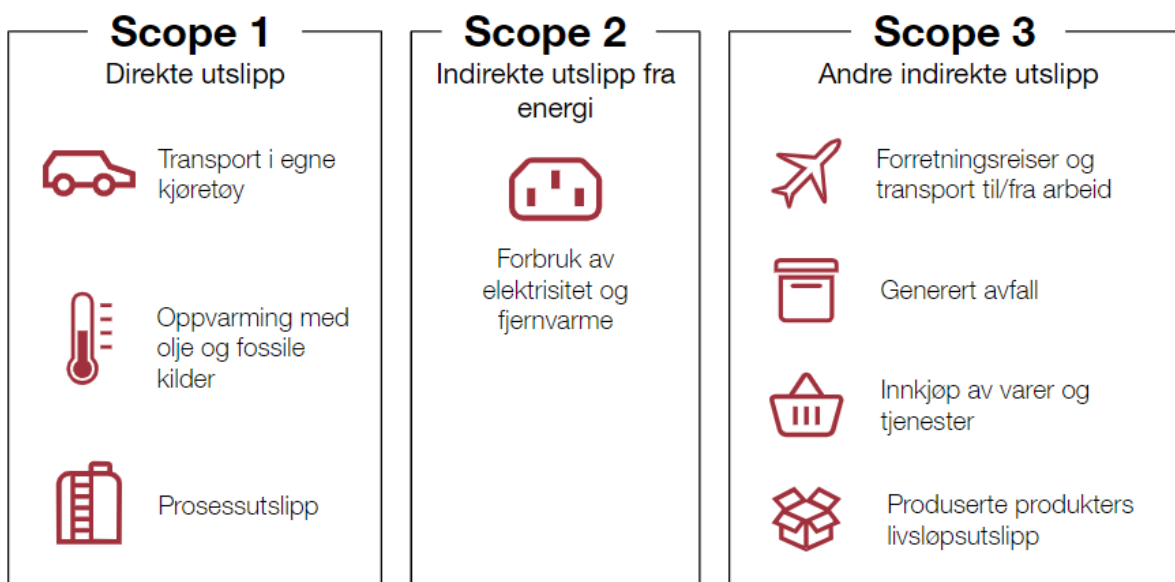 Scope 1
Direkte utslipp
Transport i egne
kjøretøy
Oppvarming med
olje og fossile
kilder
Prosessutslipp
Scope 2
Indirekte utslipp fra
energi
Forbruk av
elektrisitet og
fjernvarme
Scope 3
Andre indirekte utslipp
Forretningsreiser og
transport til/fra arbeid
Generert avfall
Innkjøp av varer og
tjenester
Produserte produkters
livsløpsutslipp